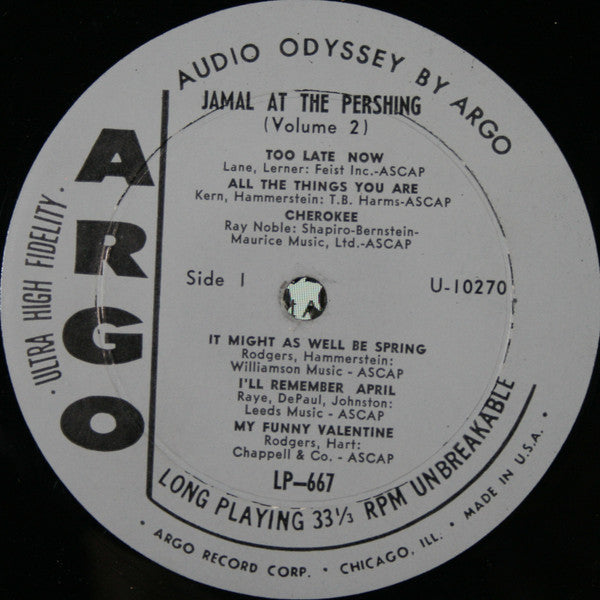 AUDIO ODYSSEY BY ARGO
JAMAL AT THE PERSHING
(Volume 2)
TOO LATE NOW
Lane, Lerner: Feist Inc.-ASCAP
ALL THE THINGS YOU ARE
Kern, Hammerstein: T.B. Harms-ASCAP
CHEROKEE
Ray Noble: Shapiro-Bernstein-
Maurice Music, Ltd.-ASCAP
ARGO
ULTRA HIGH FIDELITY
Side 1
U-10270
IT MIGHT AS WELL BE SPRING
Rodgers, Hammerstein:
Williamson Music - ASCAP
I'LL REMEMBER APRIL
Raye, DePaul, Johnston:
Leeds Music - ASCAP
MY FUNNY VALENTINE
Rodgers, Hart:
Chappell & Co. - ASCAP
LP-667
LONG PLAYING 33 1/3 RPM UNBREAKABLE
• ARGO RECORD CORP. • CHICAGO, ILL. • MADE IN U.S.A. •